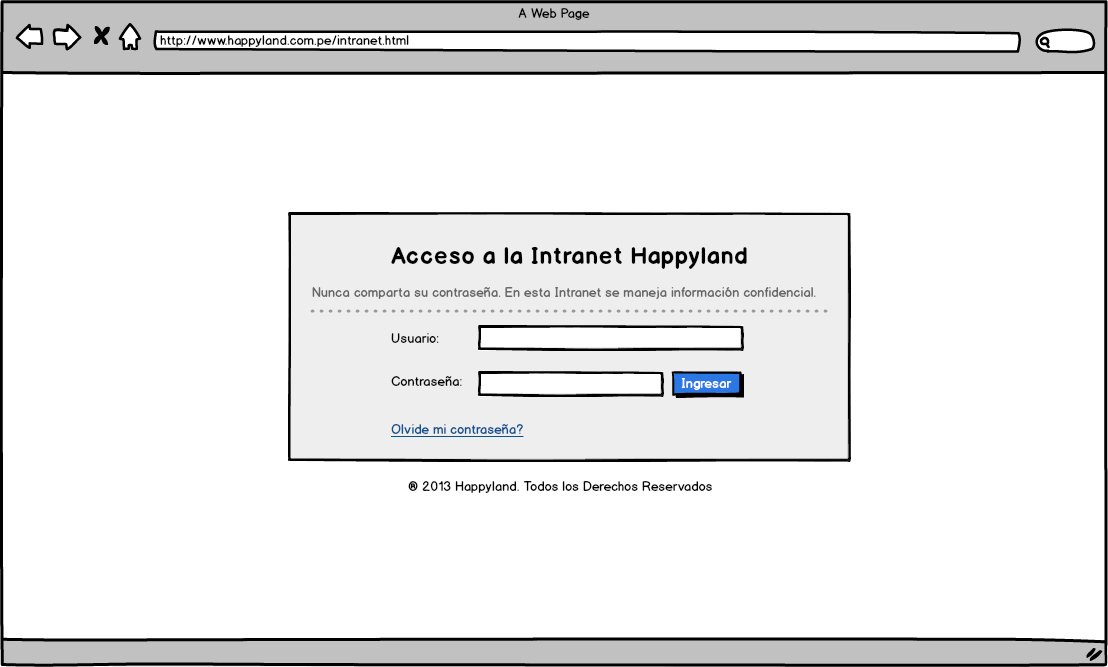 A Web Page
http://www.happyland.com.pe/intranet.html
Acceso a la Intranet Happyland
Nunca comparta su contraseña. En esta Intranet se maneja información confidencial.
Usuario:
Contraseña:
Ingresar
Olvide mi contraseña?
® 2013 Happyland. Todos los Derechos Reservados